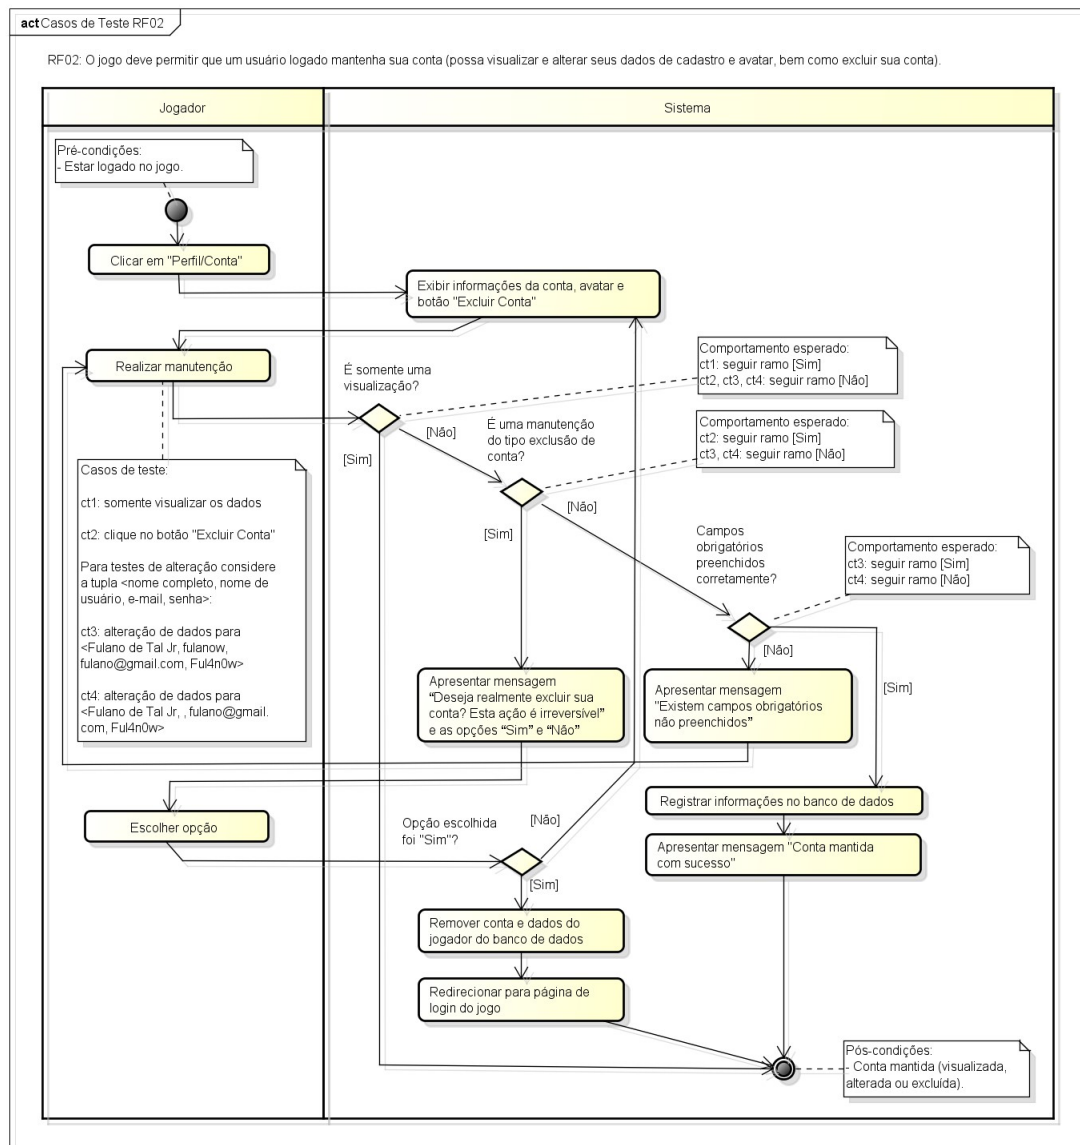 act Casos de Teste RF02
RF02: O jogo deve permitir que um usuário logado mantenha sua conta (possa visualizar e alterar seus dados de cadastro e avatar, bem como excluir sua conta).
Jogador
Sistema
Pré-condições:
- Estar logado no jogo.
Clicar em "Perfil/Conta"
Exibir informações da conta, avatar e
botão "Excluir Conta"
Realizar manutenção
É somente uma
visualização?
Comportamento esperado:
ct1: seguir ramo [Sim]
ct2, ct3, ct4: seguir ramo [Não]
[Não]
[Sim]
É uma manutenção
do tipo exclusão de
conta?
Comportamento esperado:
ct2: seguir ramo [Sim]
ct3, ct4: seguir ramo [Não]
Casos de teste:
ct1: somente visualizar os dados
ct2: clique no botão "Excluir Conta"
Para testes de alteração considere
a tupla <nome completo, nome de
usuário, e-mail, senha>:
ct3: alteração de dados para
<Fulano de Tal Jr, fulanow,
fulano@gmail.com, Ful4n0w>
ct4: alteração de dados para
<Fulano de Tal Jr, , fulano@gmail.
com, Ful4n0w>
[Não]
[Sim]
Campos
obrigatórios
preenchidos
corretamente?
Comportamento esperado:
ct3: seguir ramo [Sim]
ct4: seguir ramo [Não]
[Não]
[Sim]
Apresentar mensagem
“Deseja realmente excluir sua
conta? Esta ação é irreversível”
e as opções “Sim” e “Não”
Apresentar mensagem
"Existem campos obrigatórios
não preenchidos”
Escolher opção
Opção escolhida
foi "Sim"?
[Não]
[Sim]
Registrar informações no banco de dados
Apresentar mensagem "Conta mantida
com sucesso"
Remover conta e dados do
jogador do banco de dados
Redirecionar para página de
login do jogo
Pós-condições:
- Conta mantida (visualizada,
alterada ou excluída).